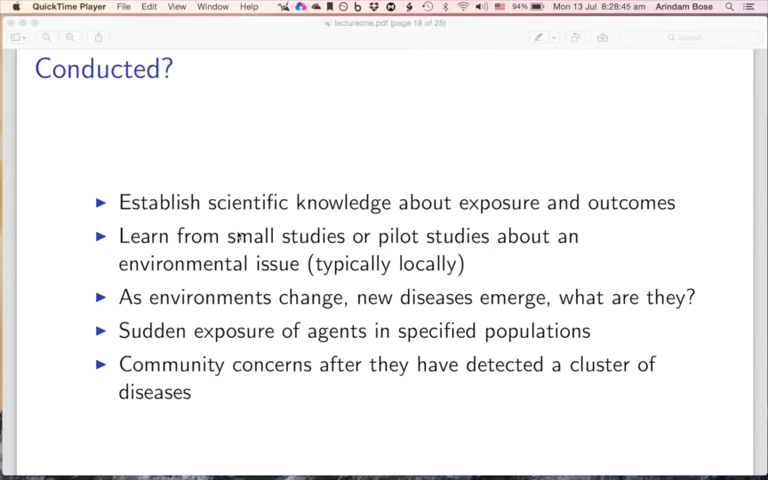 QuickTime Player File Edit View Window Help 94% Mon 13 Jul 8:28:45 am Arindam Bose
lectureone.pdf (page 18 of 25)
Search
Conducted?
Establish scientific knowledge about exposure and outcomes
Learn from small studies or pilot studies about an
environmental issue (typically locally)
As environments change, new diseases emerge, what are they?
Sudden exposure of agents in specified populations
Community concerns after they have detected a cluster of
diseases